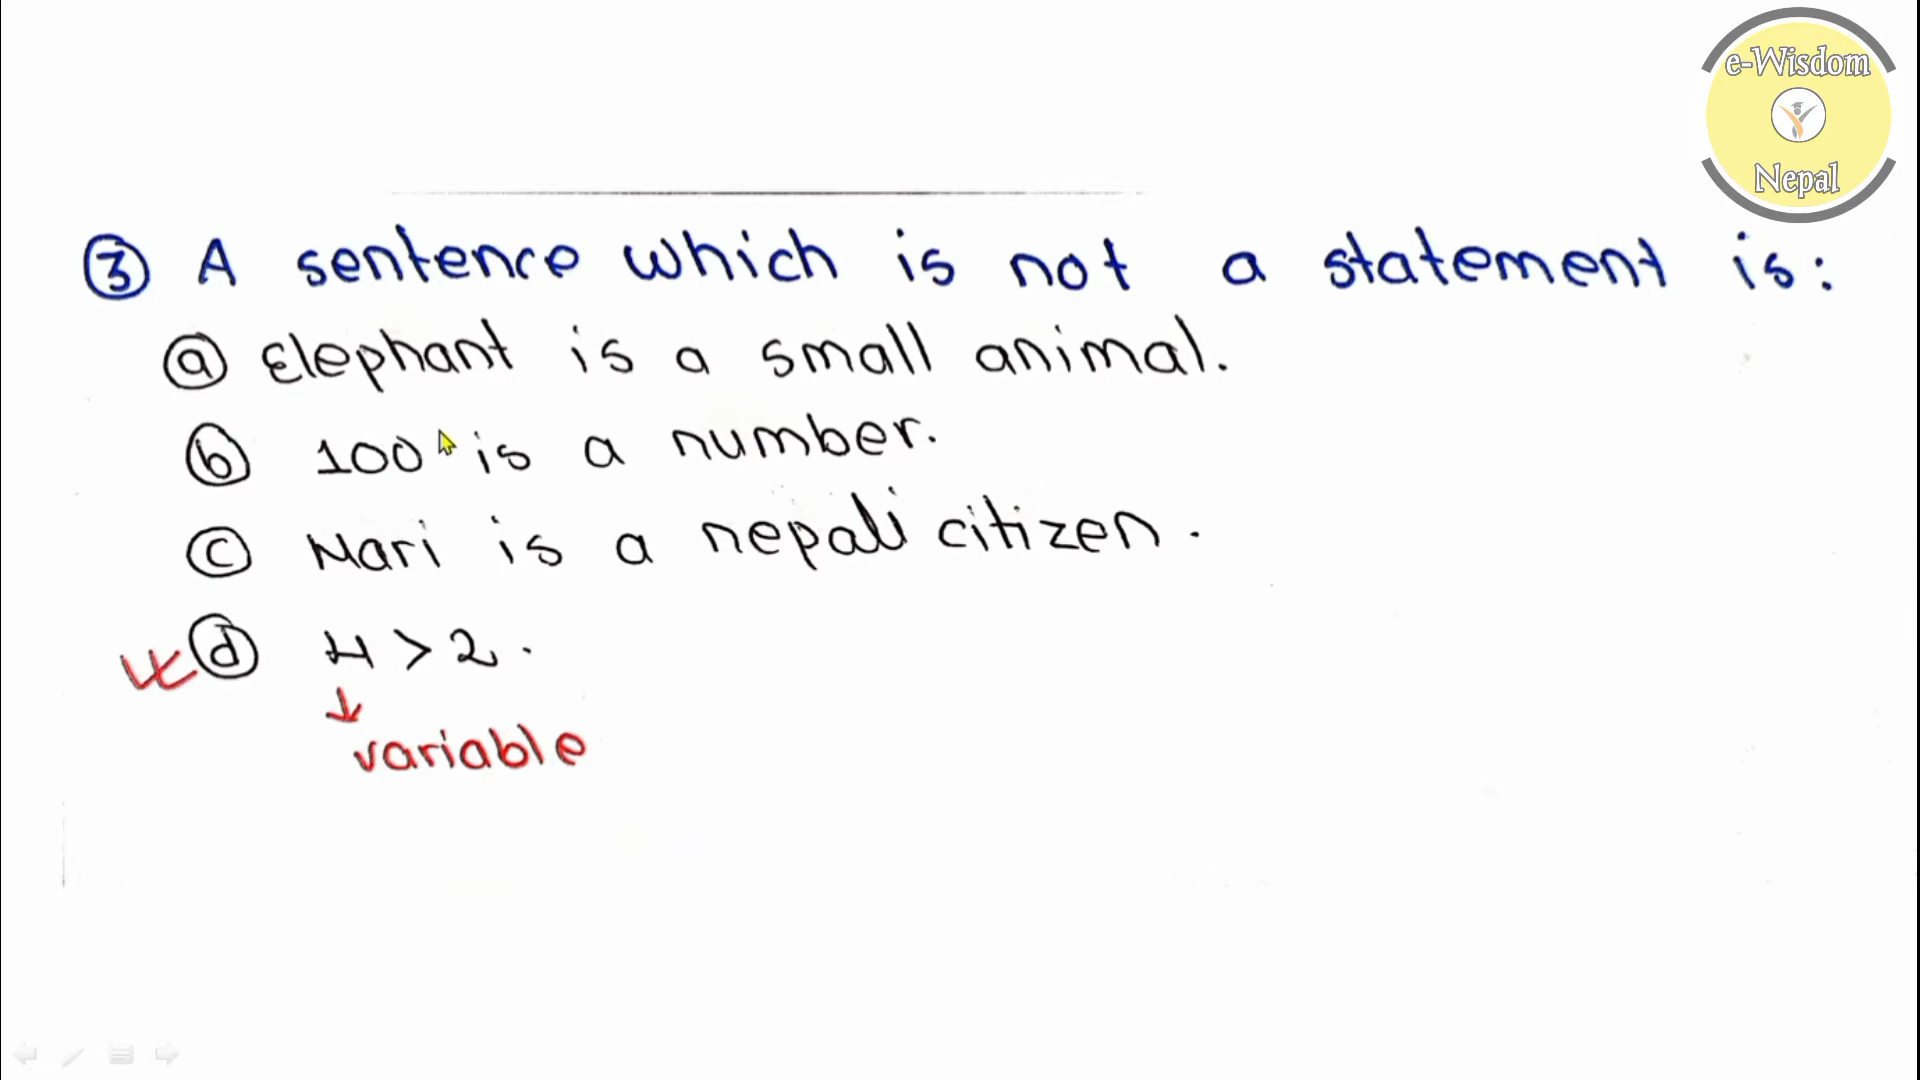 e-Wisdom
Nepal
③ A sentence which is not a statement is:
ⓐ Elephant is a small animal.
ⓑ 100 is a number.
ⓒ Hari is a nepali citizen.
ⓓ x > 2.
↓
variable